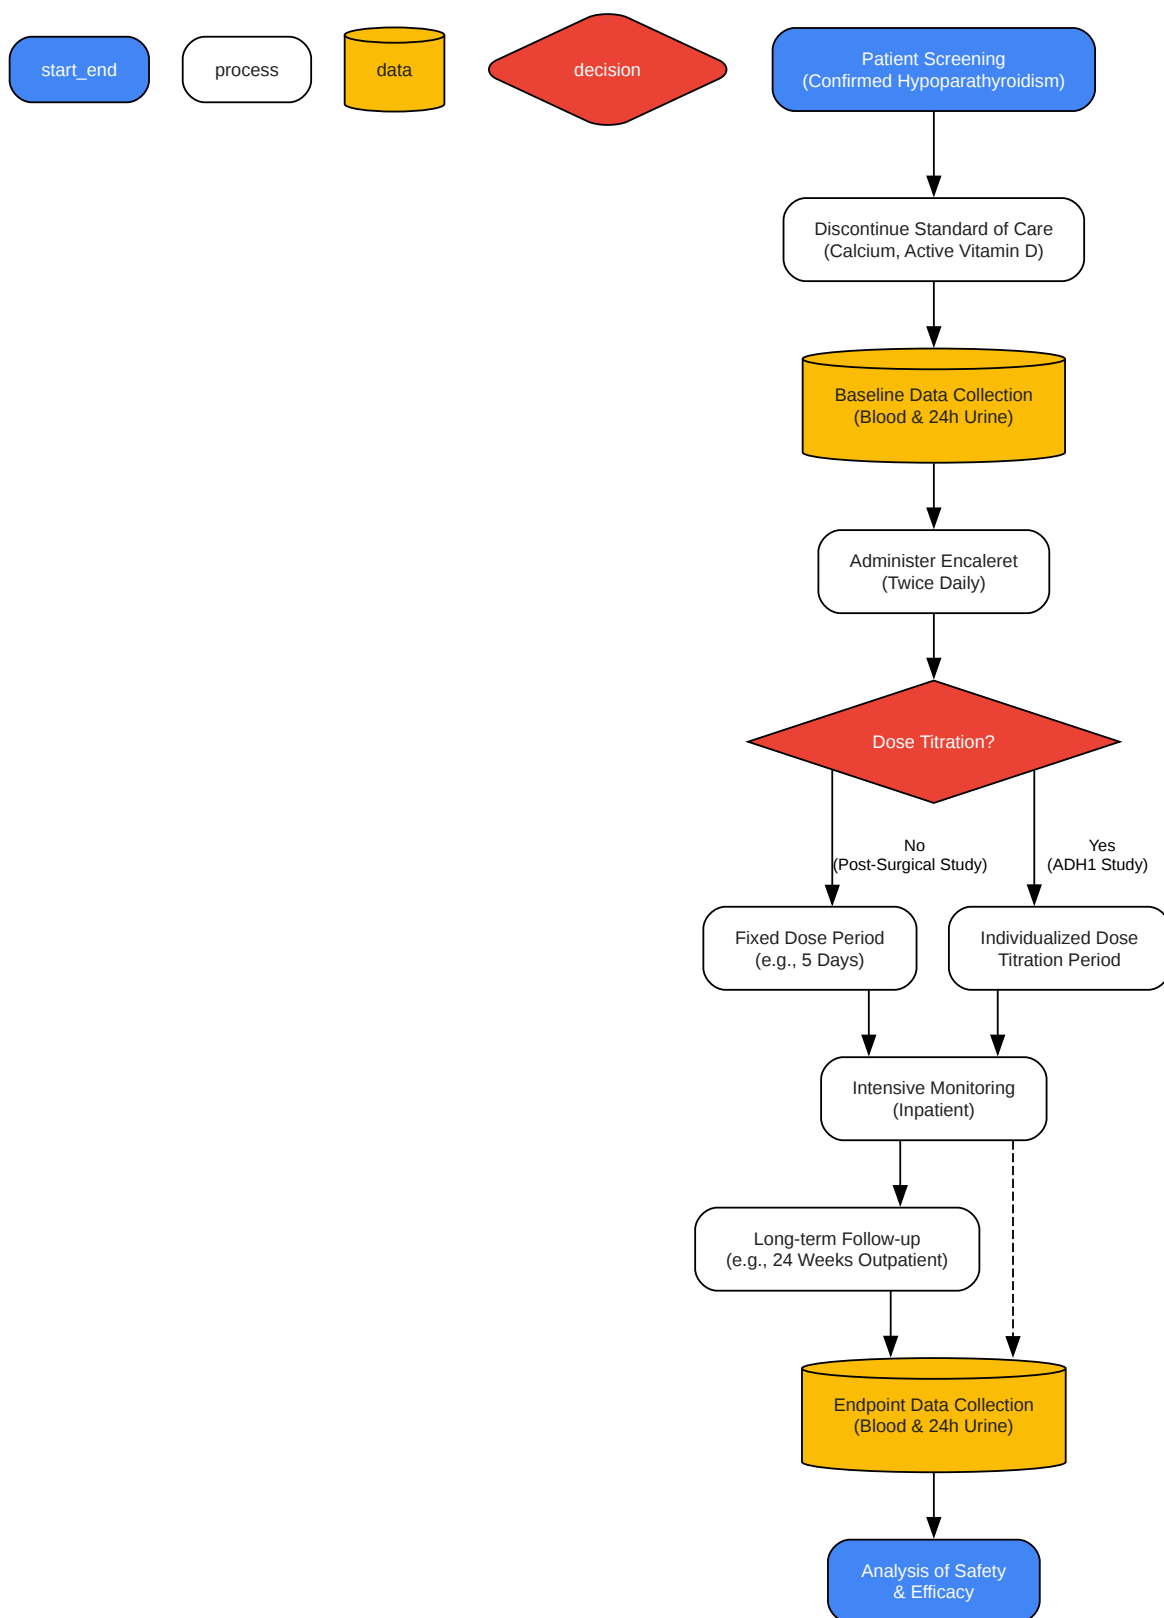 start_end
process
data
decision
Patient Screening
(Confirmed Hypoparathyroidism)
Discontinue Standard of Care
(Calcium, Active Vitamin D)
Baseline Data Collection
(Blood & 24h Urine)
Administer Encaleret
(Twice Daily)
Dose Titration?
No
(Post-Surgical Study)
Yes
(ADH1 Study)
Fixed Dose Period
(e.g., 5 Days)
Individualized Dose
Titration Period
Intensive Monitoring
(Inpatient)
Long-term Follow-up
(e.g., 24 Weeks Outpatient)
Endpoint Data Collection
(Blood & 24h Urine)
Analysis of Safety
& Efficacy